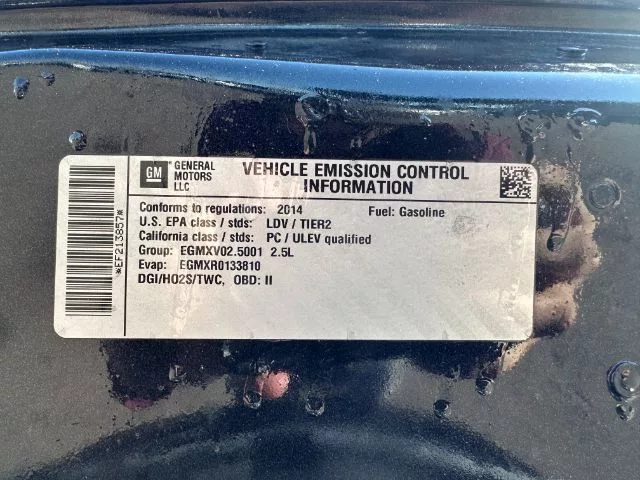 GM
GENERAL MOTORS LLC
VEHICLE EMISSION CONTROL
INFORMATION
Conforms to regulations: 2014 Fuel: Gasoline
U.S. EPA class / stds: LDV / TIER2
California class / stds: PC / ULEV qualified
Group: EGMXV02.5001 2.5L
Evap: EGMXR0133810
DGI/HO2S/TWC, OBD: II
*EF213857*